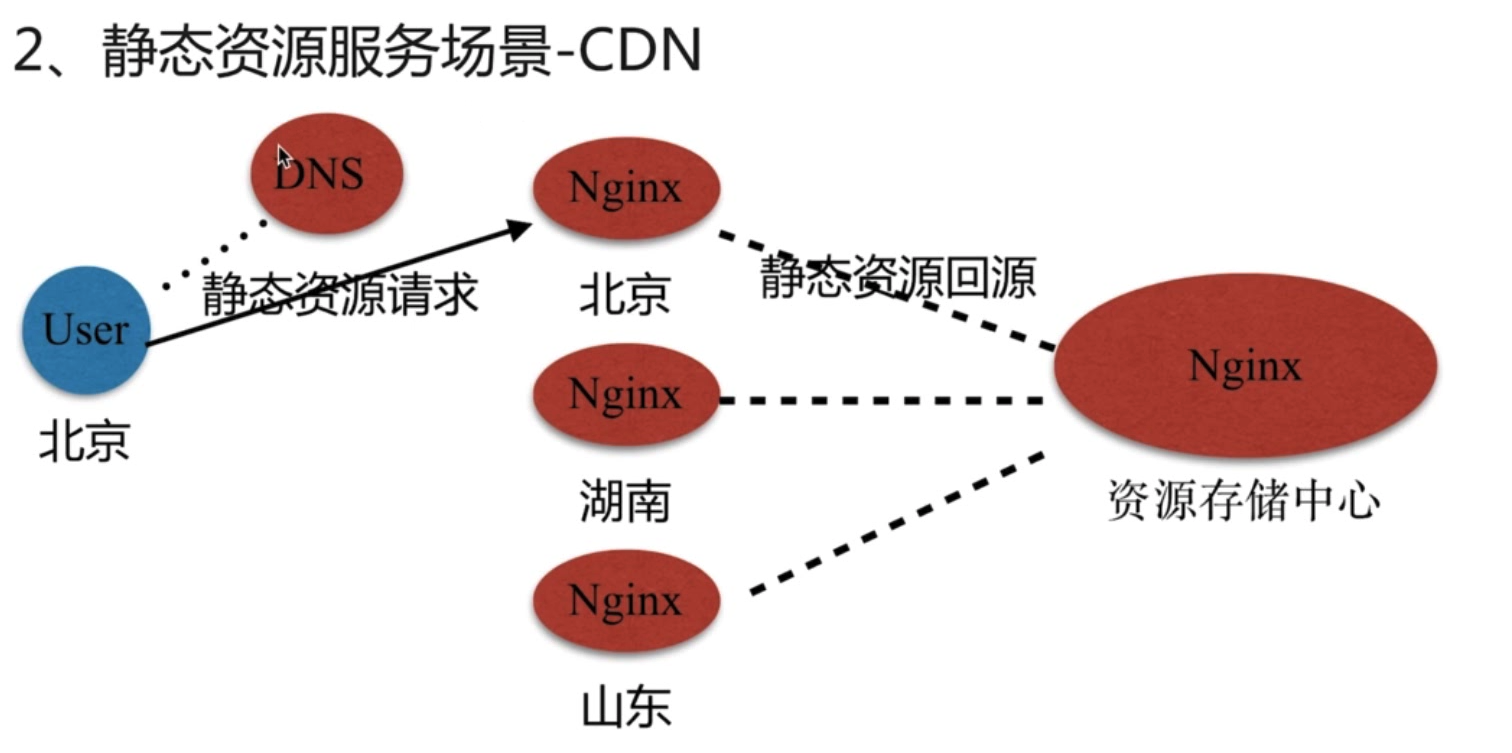 2、静态资源服务场景-CDN
DNS
Nginx
静态资源请求
北京
静态资源回源
User
北京
Nginx
湖南
Nginx
资源存储中心
Nginx
山东